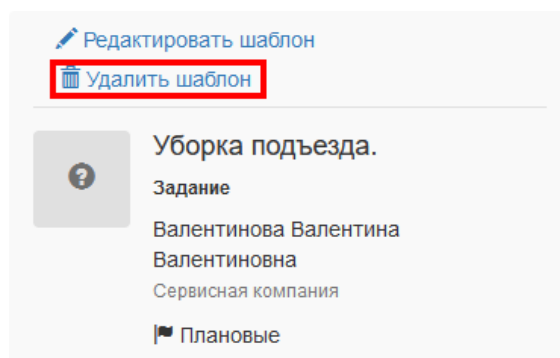 Редактировать шаблон
Удалить шаблон
Уборка подъезда.
Задание
Валентинова Валентина
Валентиновна
Сервисная компания
Плановые